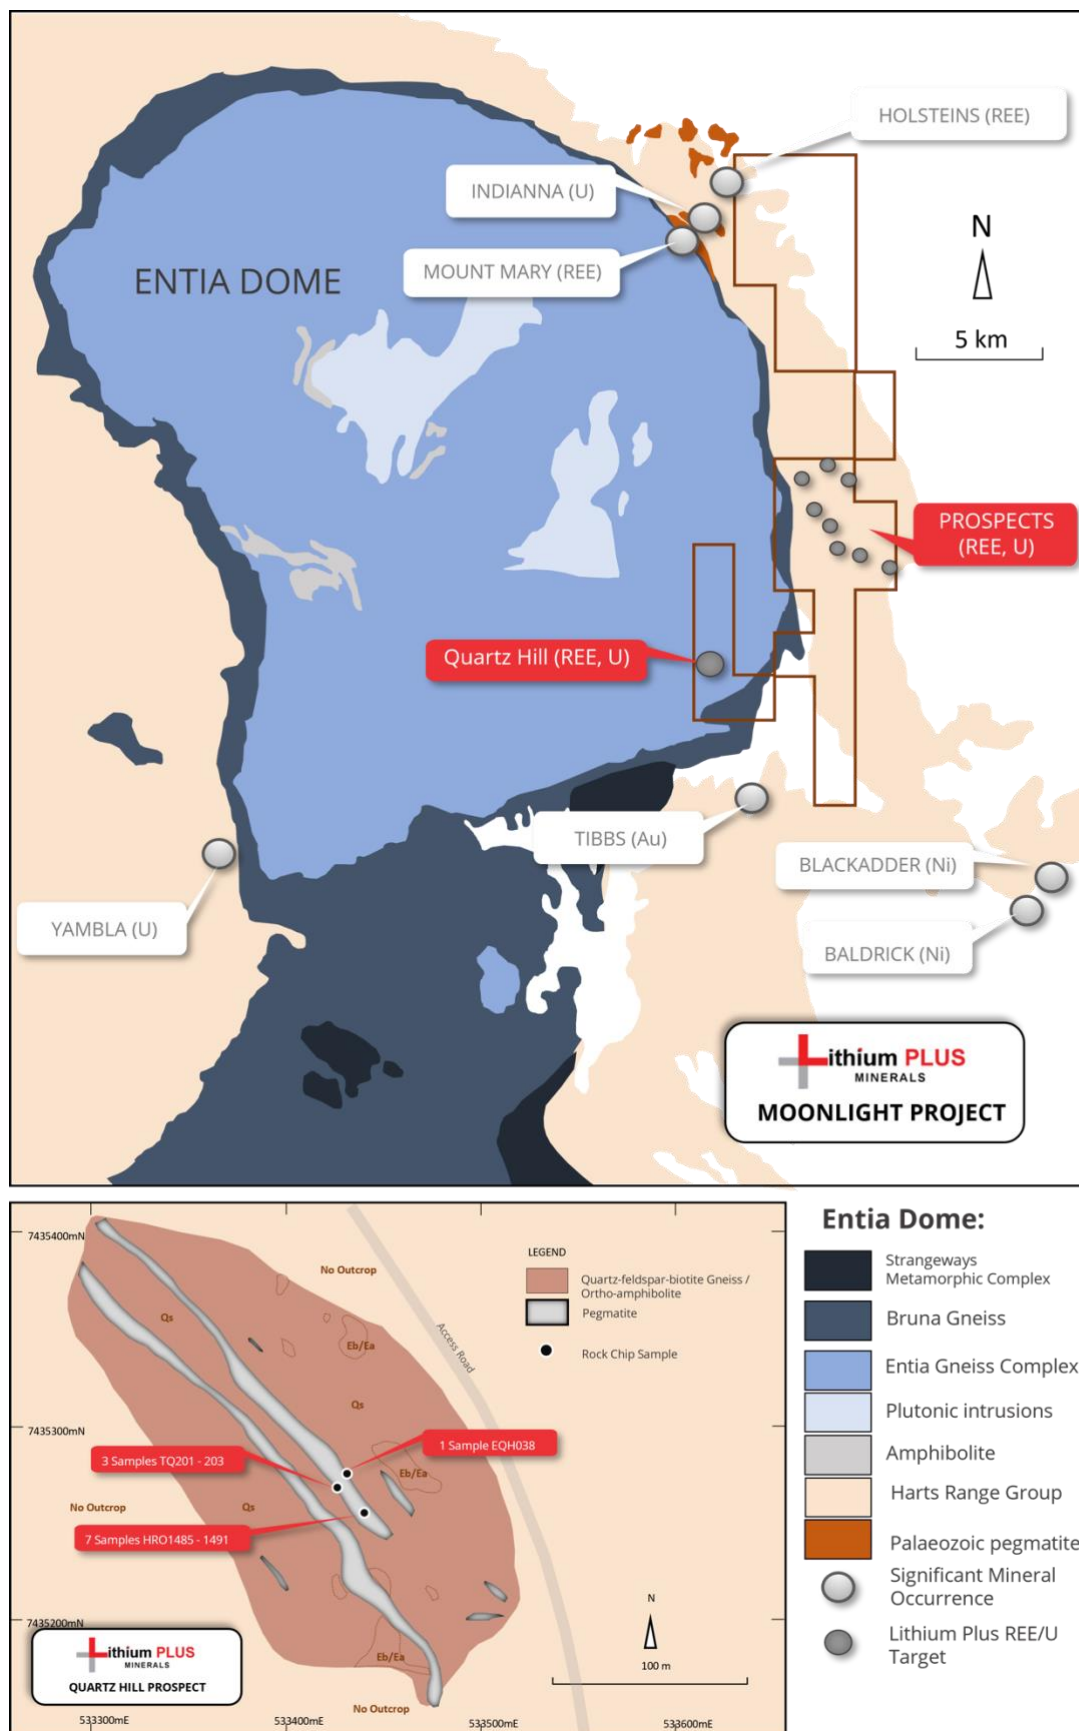 HOLSTEINS (REE)
INDIANNA (U)
MOUNT MARY (REE)
ENTIA DOME
N
5 km
PROSPECTS
(REE, U)
Quartz Hill (REE, U)
TIBBS (Au)
BLACKADDER (Ni)
YAMBLA (U)
BALDRICK (Ni)
Lithium PLUS
MINERALS
MOONLIGHT PROJECT
7435400mN
7435300mN
7435200mN
No Outcrop
LEGEND
Quartz-feldspar-biotite Gneiss /
Ortho-amphibolite
Pegmatite
Rock Chip Sample
Access Road
Qs
Eb/Ea
Qs
1 Sample EQH038
3 Samples TQ201 - 203
Eb/Ea
No Outcrop
Qs
7 Samples HRO1485 - 1491
N
100 m
Lithium PLUS
MINERALS
QUARTZ HILL PROSPECT
Eb/Ea
No Outcrop
533300mE
533400mE
533500mE
533600mE
Entia Dome:
Strangeways
Metamorphic Complex
Bruna Gneiss
Entia Gneiss Complex
Plutonic intrusions
Amphibolite
Harts Range Group
Palaeozoic pegmatite
Significant Mineral
Occurrence
Lithium Plus REE/U
Target